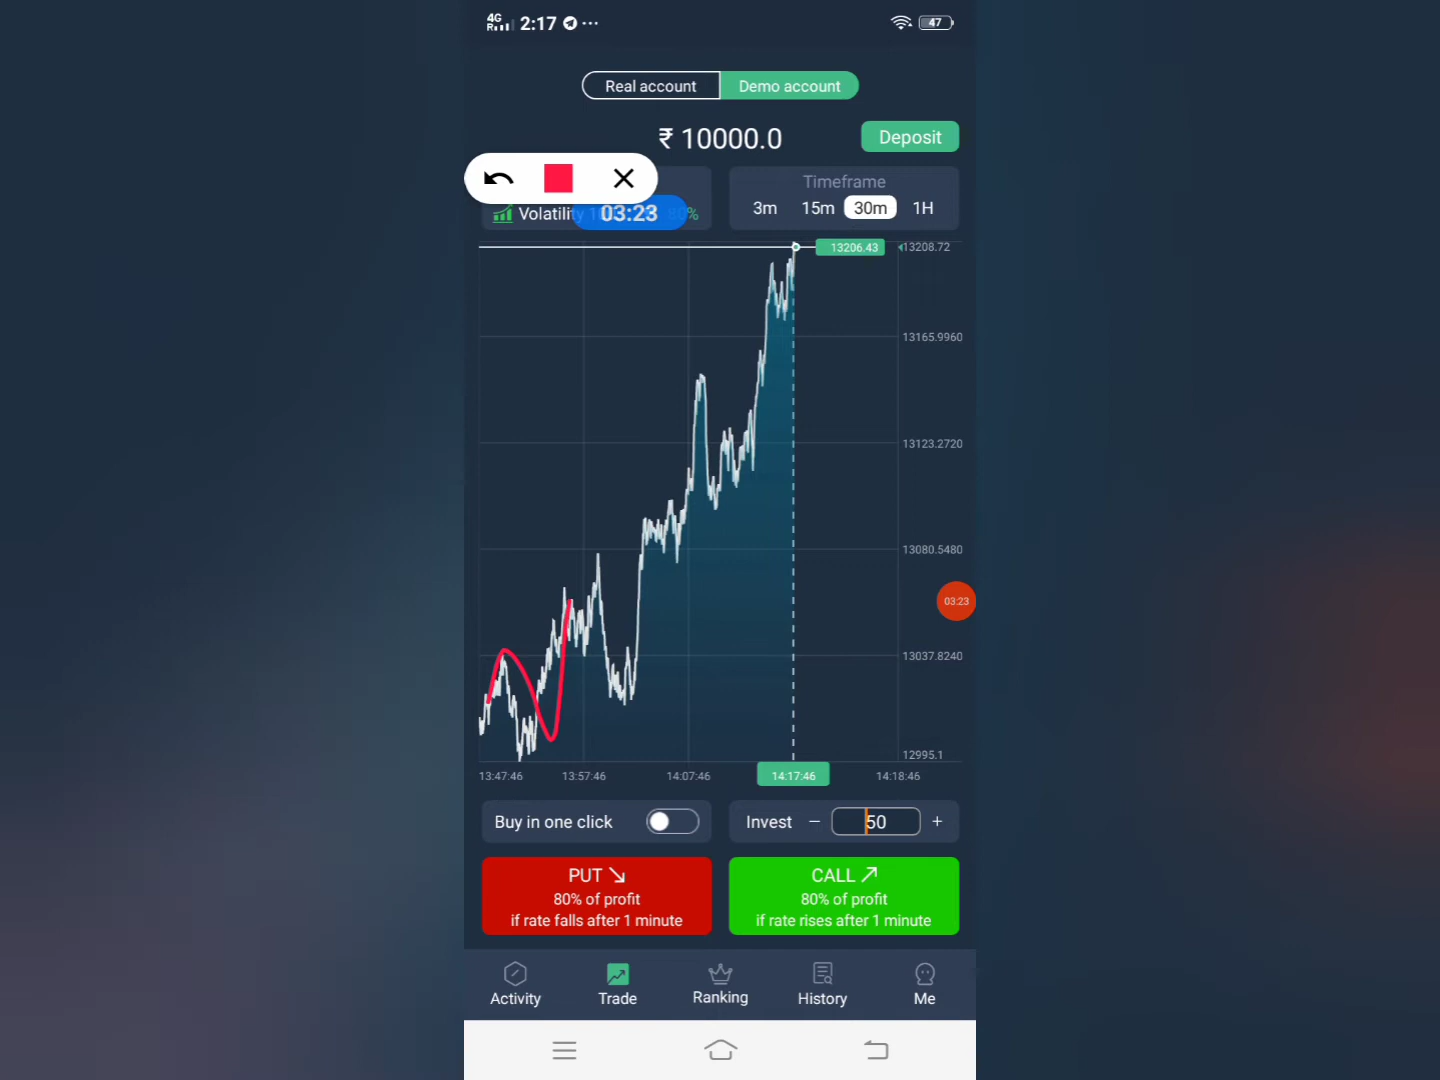 4G
R
2:17
47
Real account
Demo account
₹ 10000.0
Deposit
Timeframe
Volatility
03:23
3m
15m
30m
1H
13206.43
13208.72
13165.9960
13123.2720
13080.5480
03:23
13037.8240
12995.1
13:47:46
13:57:46
14:07:46
14:17:46
14:18:46
Buy in one click
Invest
−
50
+
PUT
CALL
80% of profit
80% of profit
if rate falls after 1 minute
if rate rises after 1 minute
Activity
Trade
Ranking
History
Me